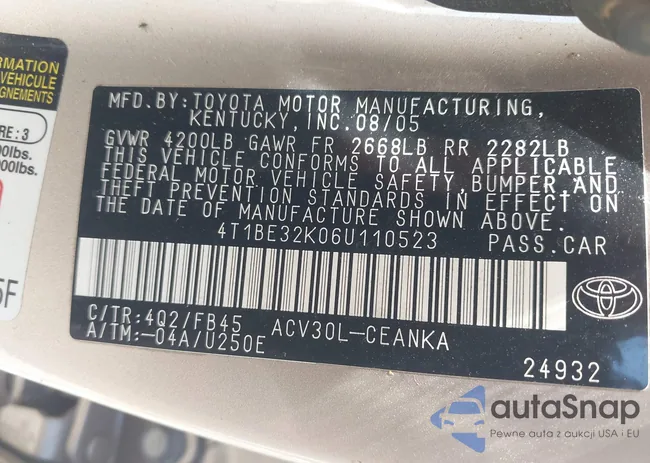 MFD.BY:TOYOTA MOTOR MANUFACTURING,
KENTUCKY, INC.08/05
GVWR 4200LB GAWR FR 2668LB RR 2282LB
THIS VEHICLE CONFORMS TO ALL APPLICABLE
FEDERAL MOTOR VEHICLE SAFETY,BUMPER,AND
THEFT PREVENTION STANDARDS IN EFFECT ON
THE DATE OF MANUFACTURE SHOWN ABOVE.
4T1BE32K06U110523 PASS.CAR
C/TR:4Q2/FB45 ACV30L-CEANKA
A/TM:-04A/U250E
24932
VEHICULE
RE:3
00lbs.
5F
autaSnap
Pewne auta z aukcji USA i EU